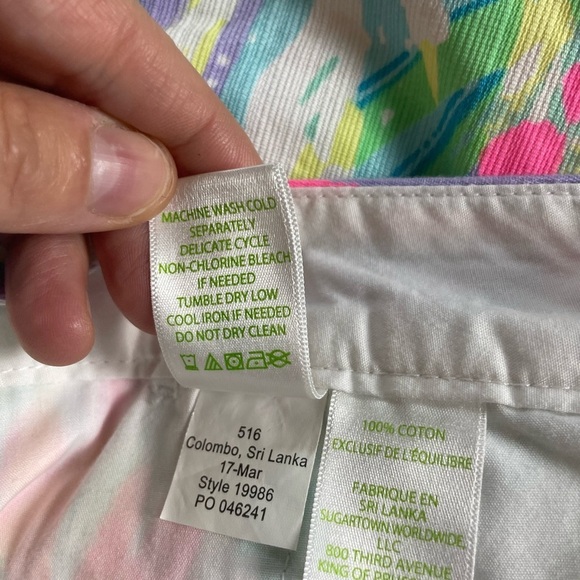 MACHINE WASH COLD
SEPARATELY
DELICATE CYCLE
NON-CHLORINE BLEACH
IF NEEDED
TUMBLE DRY LOW
COOL IRON IF NEEDED
DO NOT DRY CLEAN
516
Colombo, Sri Lanka
17-Mar
Style 19986
PO 046241
100% COTON
EXCLUSIF DE L'ÉQUILIBRE
FABRIQUE EN
SRI LANKA
SUGARTOWN WORLDWIDE,
LLC
800 THIRD AVENUE
KING OF